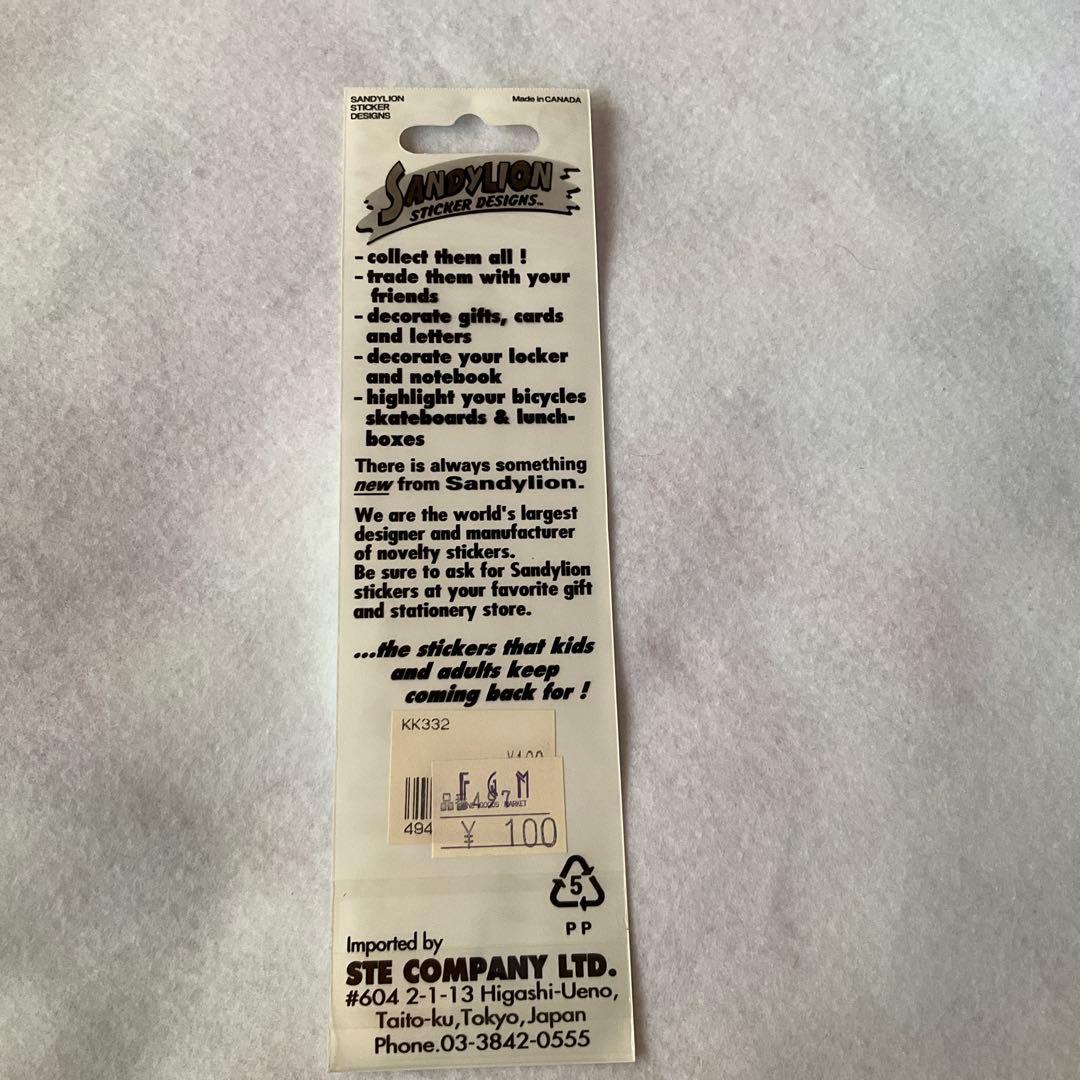 SANDYLION
STICKER
DESIGNS
Made in CANADA
SANDYLION
STICKER DESIGNS™
- collect them all !
- trade them with your
friends
- decorate gifts, cards
and letters
- decorate your locker
and notebook
- highlight your bicycles
skateboards & lunch-
boxes
There is always something
new from Sandylion.
We are the world's largest
designer and manufacturer
of novelty stickers.
Be sure to ask for Sandylion
stickers at your favorite gift
and stationery store.
...the stickers that kids
and adults keep
coming back for !
KK332
¥100
F G M
GOODS MARKET
¥ 100
494
5
PP
Imported by
STE COMPANY LTD.
#604 2-1-13 Higashi-Ueno,
Taito-ku,Tokyo,Japan
Phone.03-3842-0555